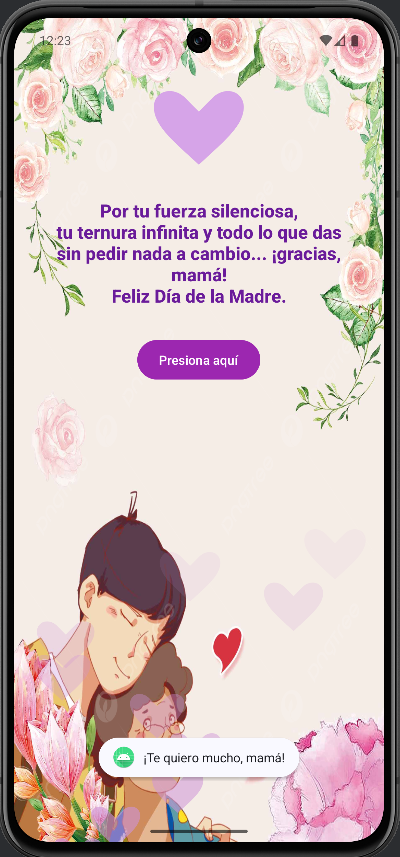 12:23
Por tu fuerza silenciosa,
tu ternura infinita y todo lo que das
sin pedir nada a cambio... ¡gracias,
mamá!
Feliz Día de la Madre.
Presiona aquí
¡Te quiero mucho, mamá!